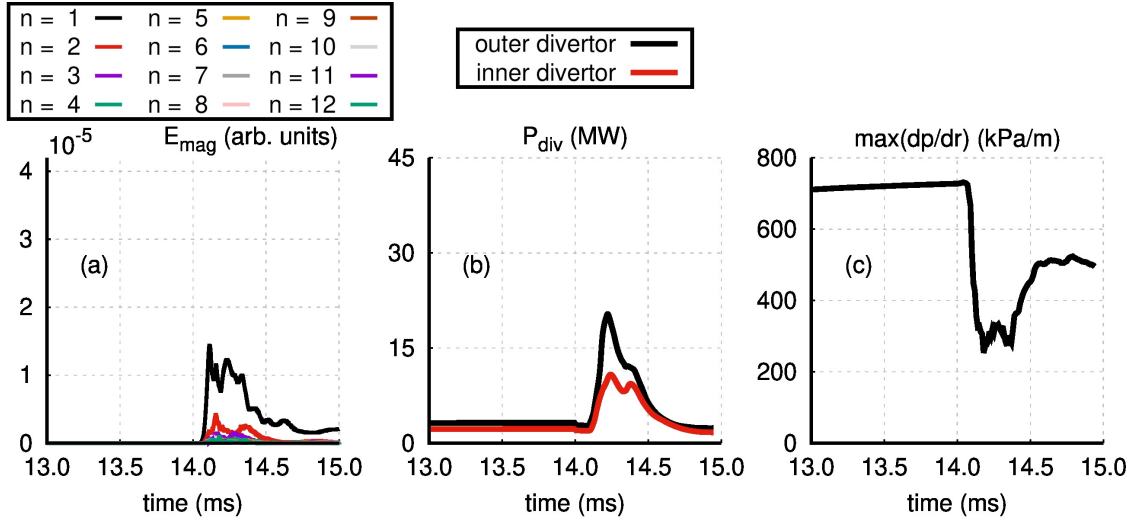 n = 1 n = 5 n = 9
n = 2 n = 6 n = 10
n = 3 n = 7 n = 11
n = 4 n = 8 n = 12
outer divertor
inner divertor
10^-5 E_mag (arb. units)
4
3
2
1
0
(a)
13.0 13.5 14.0 14.5 15.0
time (ms)
P_div (MW)
45
30
15
0
(b)
13.0 13.5 14.0 14.5 15.0
time (ms)
max(dp/dr) (kPa/m)
800
600
400
200
0
(c)
13.0 13.5 14.0 14.5 15.0
time (ms)